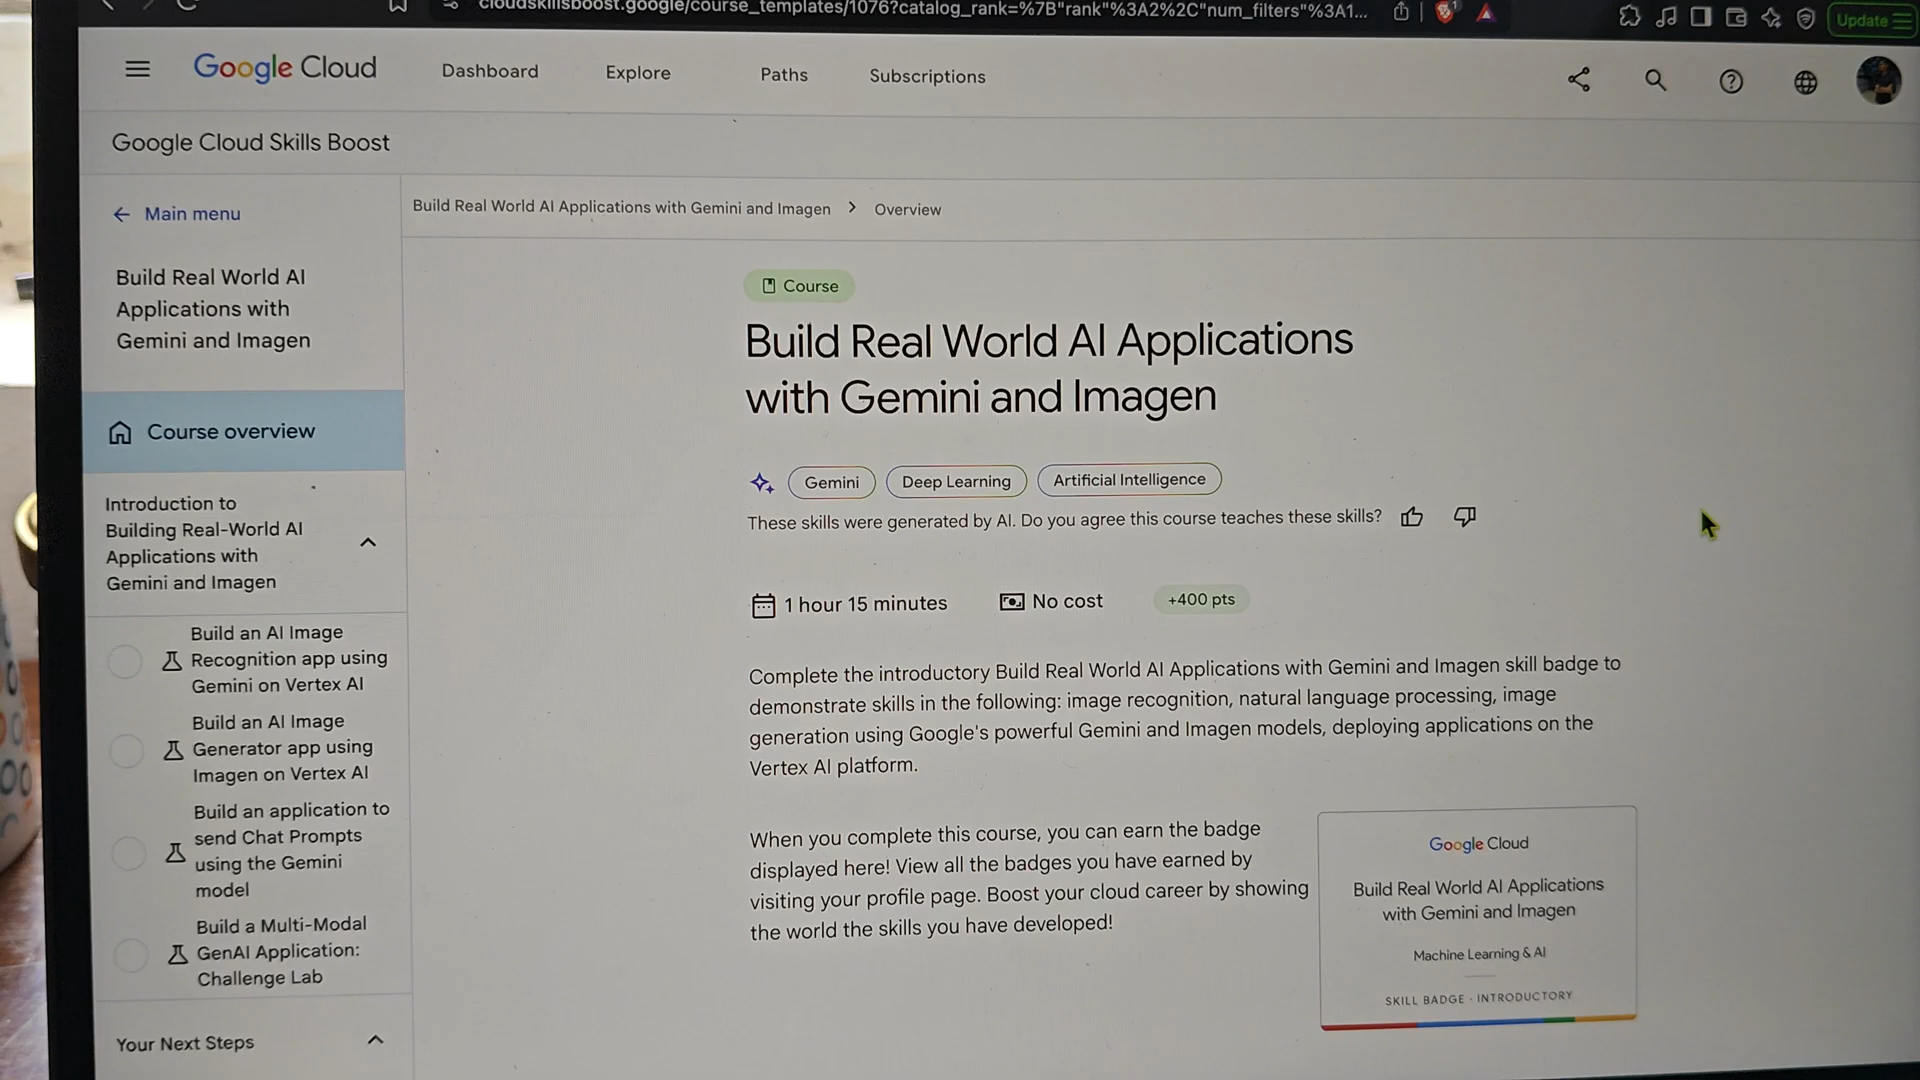 cloudskillsboost.google/course_templates/1076?catalog_rank=%7B"rank"%3A2%2C"num_filters"%3A1...
1
Update
Google Cloud
Dashboard
Explore
Paths
Subscriptions
Google Cloud Skills Boost
Main menu
Build Real World AI Applications with Gemini and Imagen
Overview
Build Real World AI
Applications with
Gemini and Imagen
Course overview
Introduction to
Building Real-World AI
Applications with
Gemini and Imagen
Build an AI Image
Recognition app using
Gemini on Vertex AI
Build an AI Image
Generator app using
Imagen on Vertex AI
Build an application to
send Chat Prompts
using the Gemini
model
Build a Multi-Modal
GenAI Application:
Challenge Lab
Your Next Steps
Course
Build Real World AI Applications
with Gemini and Imagen
Gemini
Deep Learning
Artificial Intelligence
These skills were generated by AI. Do you agree this course teaches these skills?
1 hour 15 minutes
No cost
+400 pts
Complete the introductory Build Real World AI Applications with Gemini and Imagen skill badge to
demonstrate skills in the following: image recognition, natural language processing, image
generation using Google's powerful Gemini and Imagen models, deploying applications on the
Vertex AI platform.
When you complete this course, you can earn the badge
displayed here! View all the badges you have earned by
visiting your profile page. Boost your cloud career by showing
the world the skills you have developed!
Google Cloud
Build Real World AI Applications
with Gemini and Imagen
Machine Learning & AI
SKILL BADGE · INTRODUCTORY